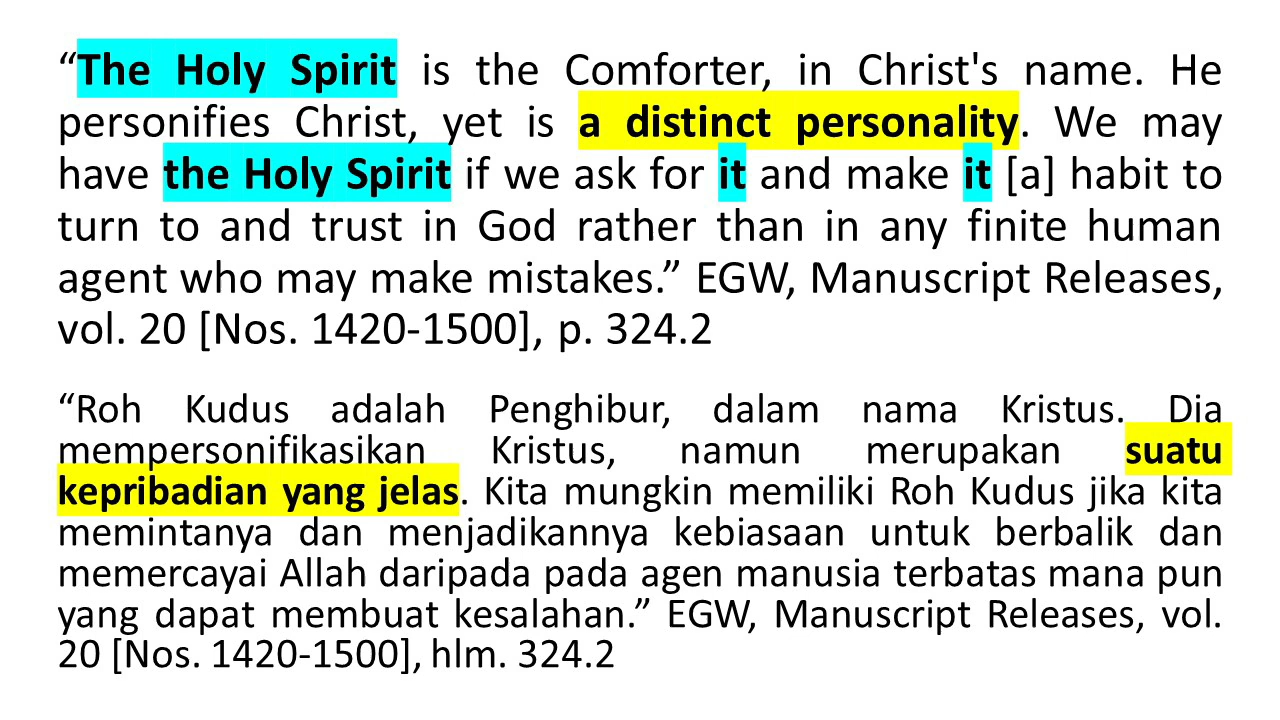 “The Holy Spirit is the Comforter, in Christ's name. He
personifies Christ, yet is a distinct personality. We may
have the Holy Spirit if we ask for it and make it [a] habit to
turn to and trust in God rather than in any finite human
agent who may make mistakes.” EGW, Manuscript Releases,
vol. 20 [Nos. 1420-1500], p. 324.2
“Roh Kudus adalah Penghibur, dalam nama Kristus. Dia
mempersonifikasikan Kristus, namun merupakan suatu
kepribadian yang jelas. Kita mungkin memiliki Roh Kudus jika kita
memintanya dan menjadikannya kebiasaan untuk berbalik dan
memercayai Allah daripada pada agen manusia terbatas mana pun
yang dapat membuat kesalahan.” EGW, Manuscript Releases, vol.
20 [Nos. 1420-1500], hlm. 324.2